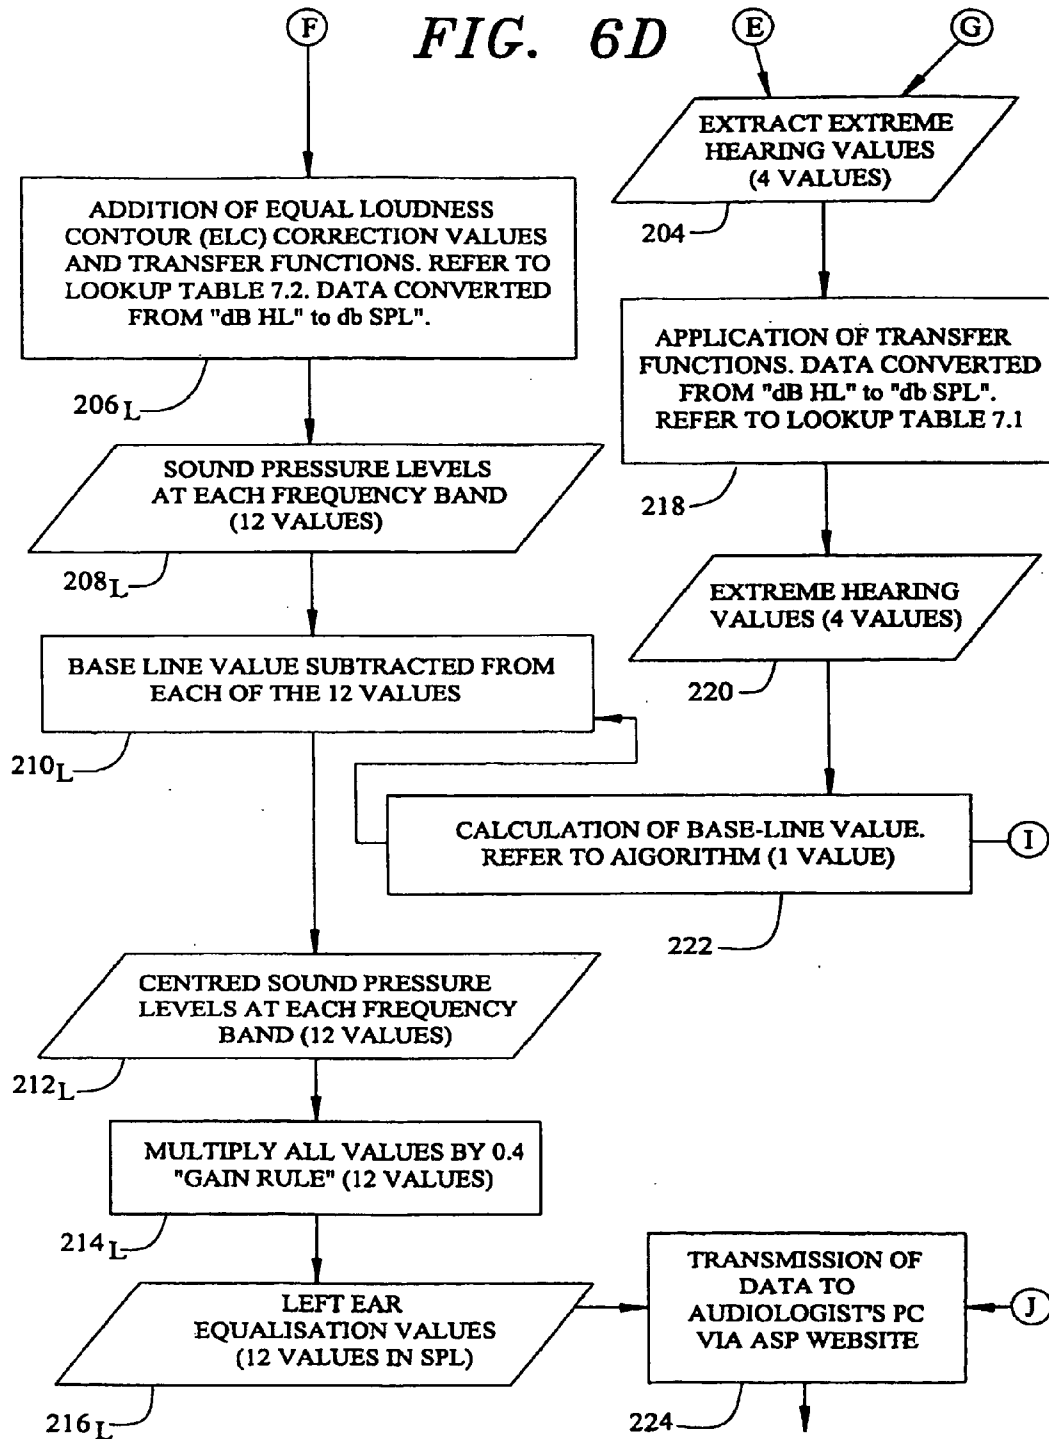 F
FIG. 6D
E
G
EXTRACT EXTREME
HEARING VALUES
(4 VALUES)
204
ADDITION OF EQUAL LOUDNESS
CONTOUR (ELC) CORRECTION VALUES
AND TRANSFER FUNCTIONS. REFER TO
LOOKUP TABLE 7.2. DATA CONVERTED
FROM "dB HL" to db SPL".
206L
APPLICATION OF TRANSFER
FUNCTIONS. DATA CONVERTED
FROM "dB HL" to "db SPL".
REFER TO LOOKUP TABLE 7.1
218
SOUND PRESSURE LEVELS
AT EACH FREQUENCY BAND
(12 VALUES)
208L
EXTREME HEARING
VALUES (4 VALUES)
220
BASE LINE VALUE SUBTRACTED FROM
EACH OF THE 12 VALUES
210L
CALCULATION OF BASE-LINE VALUE.
REFER TO AIGORITHM (1 VALUE)
I
222
CENTRED SOUND PRESSURE
LEVELS AT EACH FREQUENCY
BAND (12 VALUES)
212L
MULTIPLY ALL VALUES BY 0.4
"GAIN RULE" (12 VALUES)
214L
LEFT EAR
EQUALISATION VALUES
(12 VALUES IN SPL)
216L
TRANSMISSION OF
DATA TO
AUDIOLOGIST'S PC
VIA ASP WEBSITE
J
224